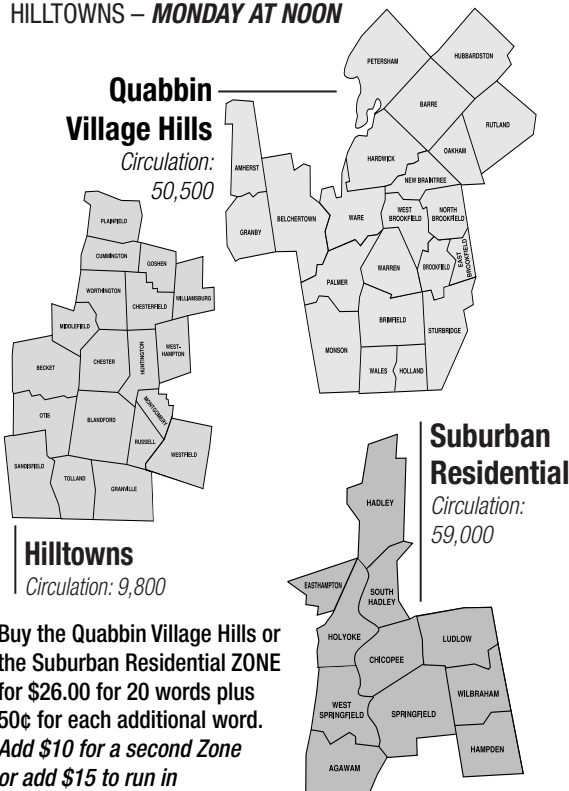 HILLTOWNS – MONDAY AT NOON
Quabbin
Village Hills
Circulation:
50,500
PETERSHAM
HUBBARDSTON
BARRE
RUTLAND
HARDWICK
OAKHAM
NEW BRAINTREE
AMHERST
BELCHERTOWN
GRANBY
WARE
WEST
BROOKFIELD
NORTH
BROOKFIELD
PALMER
WARREN
BROOKFIELD
EAST
BROOKFIELD
BRIMFIELD
STURBRIDGE
MONSON
WALES
HOLLAND
PLAINFIELD
CUMMINGTON
GOSHEN
WORTHINGTON
CHESTERFIELD
WILLIAMSBURG
MIDDLEFIELD
BECKET
CHESTER
HUNTINGTON
WEST-
HAMPTON
OTIS
BLANDFORD
MONTGOMERY
RUSSELL
WESTFIELD
SANDISFIELD
TOLLAND
GRANVILLE
Hilltowns
Circulation: 9,800
Suburban
Residential
Circulation:
59,000
HADLEY
EASTHAMPTON
SOUTH
HADLEY
HOLYOKE
CHICOPEE
LUDLOW
WEST
SPRINGFIELD
SPRINGFIELD
WILBRAHAM
AGAWAM
HAMPDEN
Buy the Quabbin Village Hills or
the Suburban Residential ZONE
for $26.00 for 20 words plus
50¢ for each additional word.
Add $10 for a second Zone
or add $15 to run in